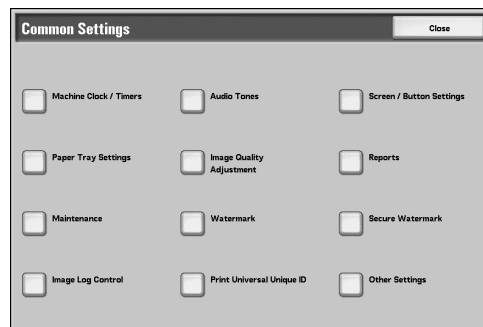 Common Settings
Close
Machine Clock / Timers
Audio Tones
Screen / Button Settings
Paper Tray Settings
Image Quality
Adjustment
Reports
Maintenance
Watermark
Secure Watermark
Image Log Control
Print Universal Unique ID
Other Settings